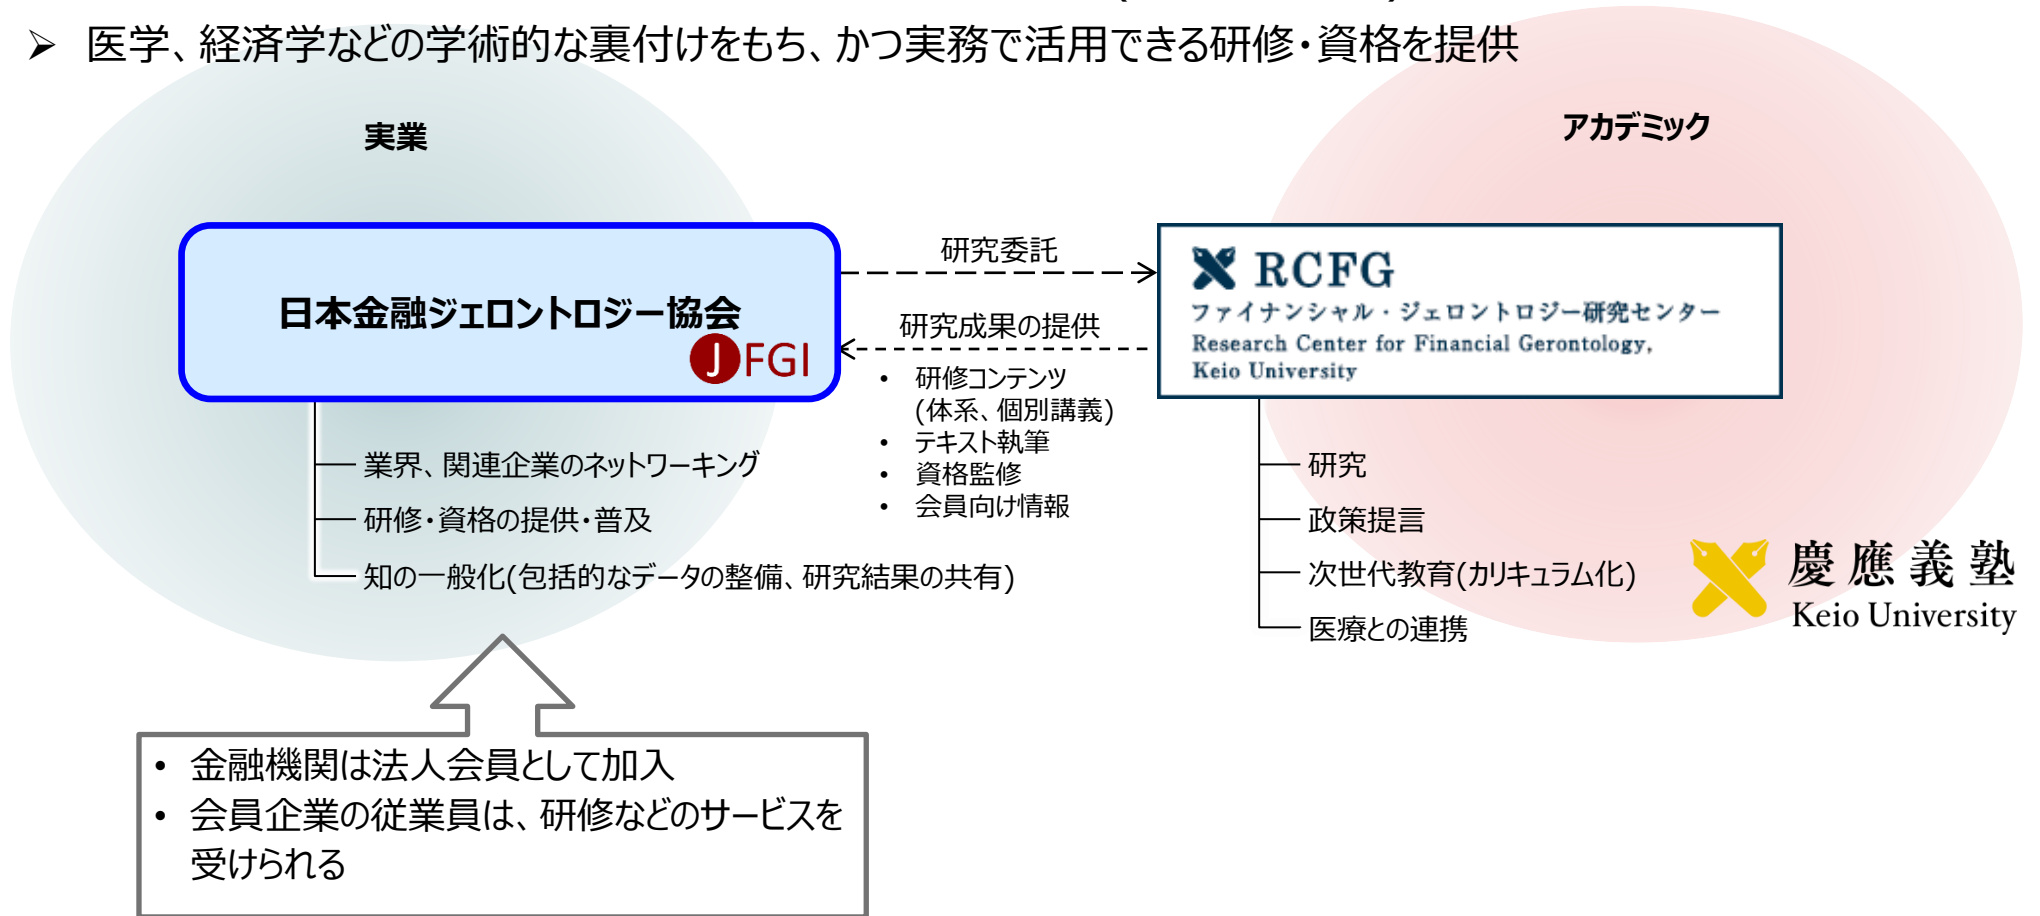 ➢ 医学、経済学などの学術的な裏付けをもち、かつ実務で活用できる研修・資格を提供
実業
アカデミック
日本金融ジェロントロジー協会
JFGI
研究委託
研究成果の提供
• 研修コンテンツ
(体系、個別講義)
• テキスト執筆
• 資格監修
• 会員向け情報
RCFG
ファイナンシャル・ジェロントロジー研究センター
Research Center for Financial Gerontology,
Keio University
業界、関連企業のネットワーキング
研修・資格の提供・普及
知の一般化(包括的なデータの整備、研究結果の共有)
研究
政策提言
次世代教育(カリキュラム化)
医療との連携
慶應義塾
Keio University
• 金融機関は法人会員として加入
• 会員企業の従業員は、研修などのサービスを
受けられる